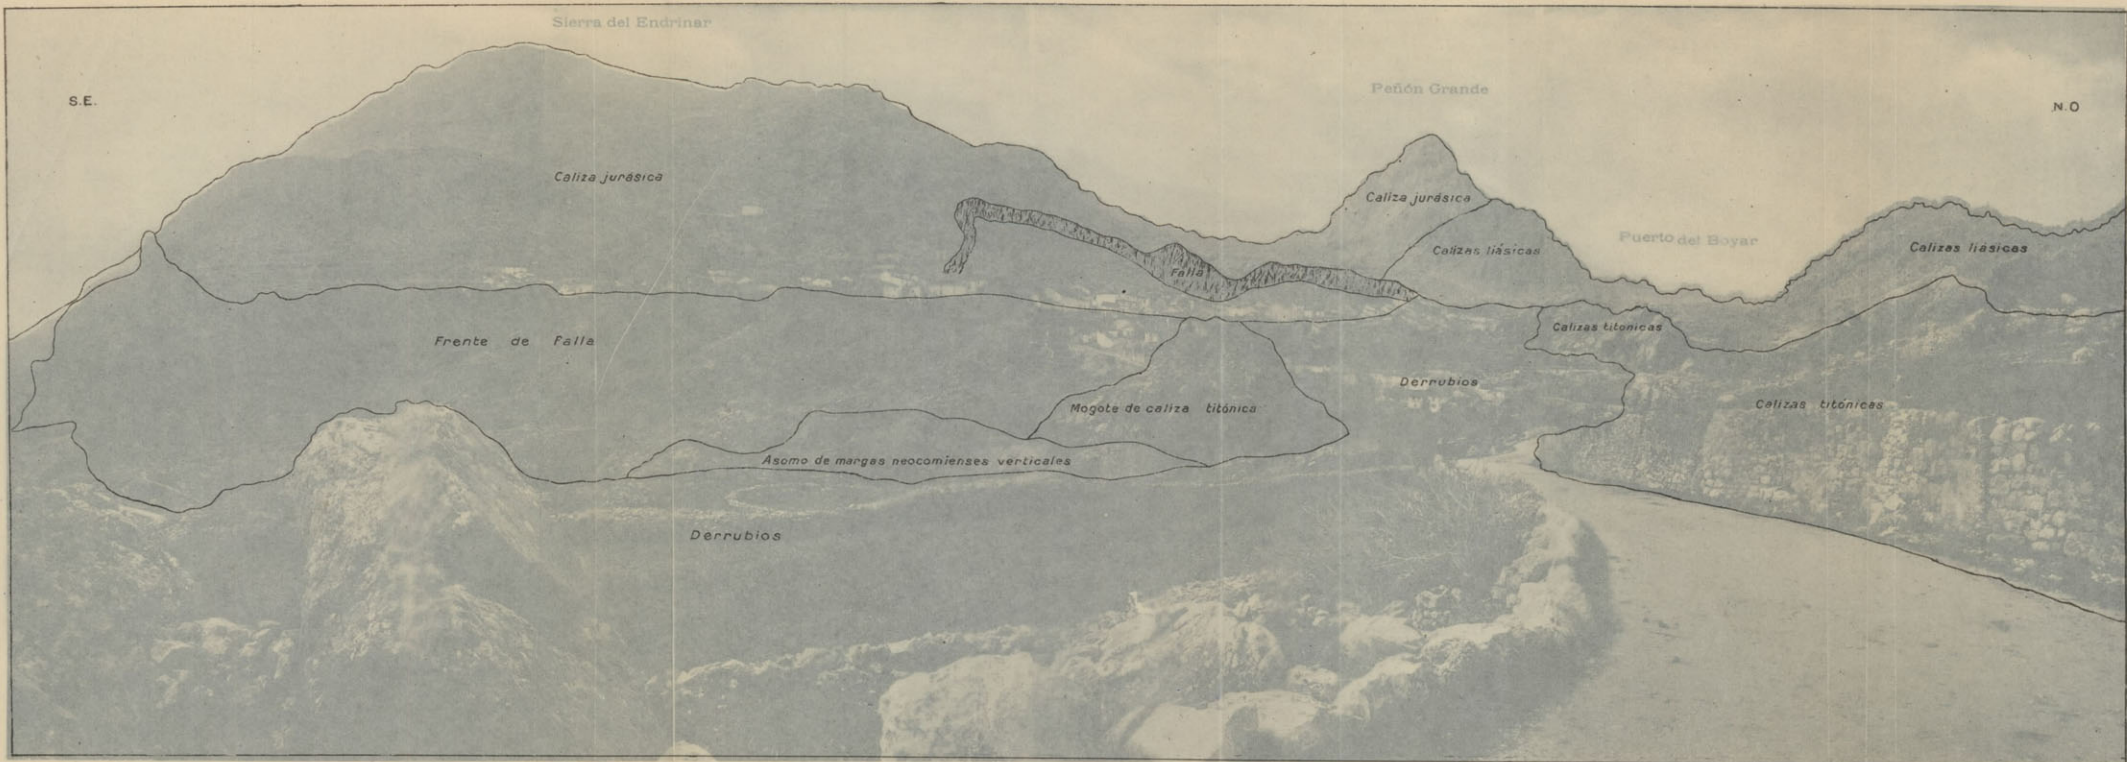 Sierra del Endrinar
Peñón Grande
S.E.
N.O
Caliza jurásica
Caliza jurásica
Calizas liásicas
Puerto del Boyar
Calizas liásicas
Falla
Frente de Falla
Calizas titónicas
Derrubios
Mogote de caliza titónica
Calizas titónicas
Asomo de margas neocomienses verticales
Derrubios